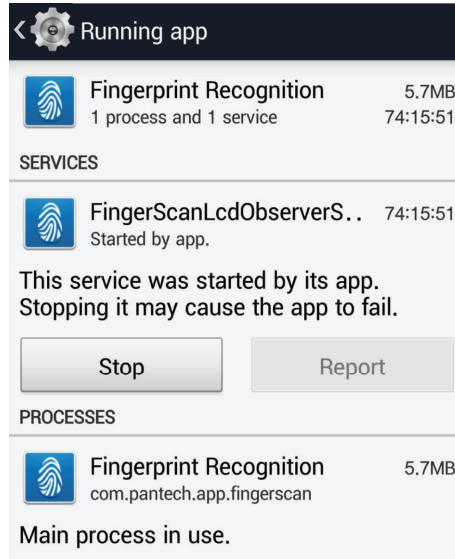 Running app
Fingerprint Recognition 5.7MB
1 process and 1 service 74:15:51
SERVICES
FingerScanLcdObserverS.. 74:15:51
Started by app.
This service was started by its app.
Stopping it may cause the app to fail.
Stop Report
PROCESSES
Fingerprint Recognition 5.7MB
com.pantech.app.fingerscan
Main process in use.